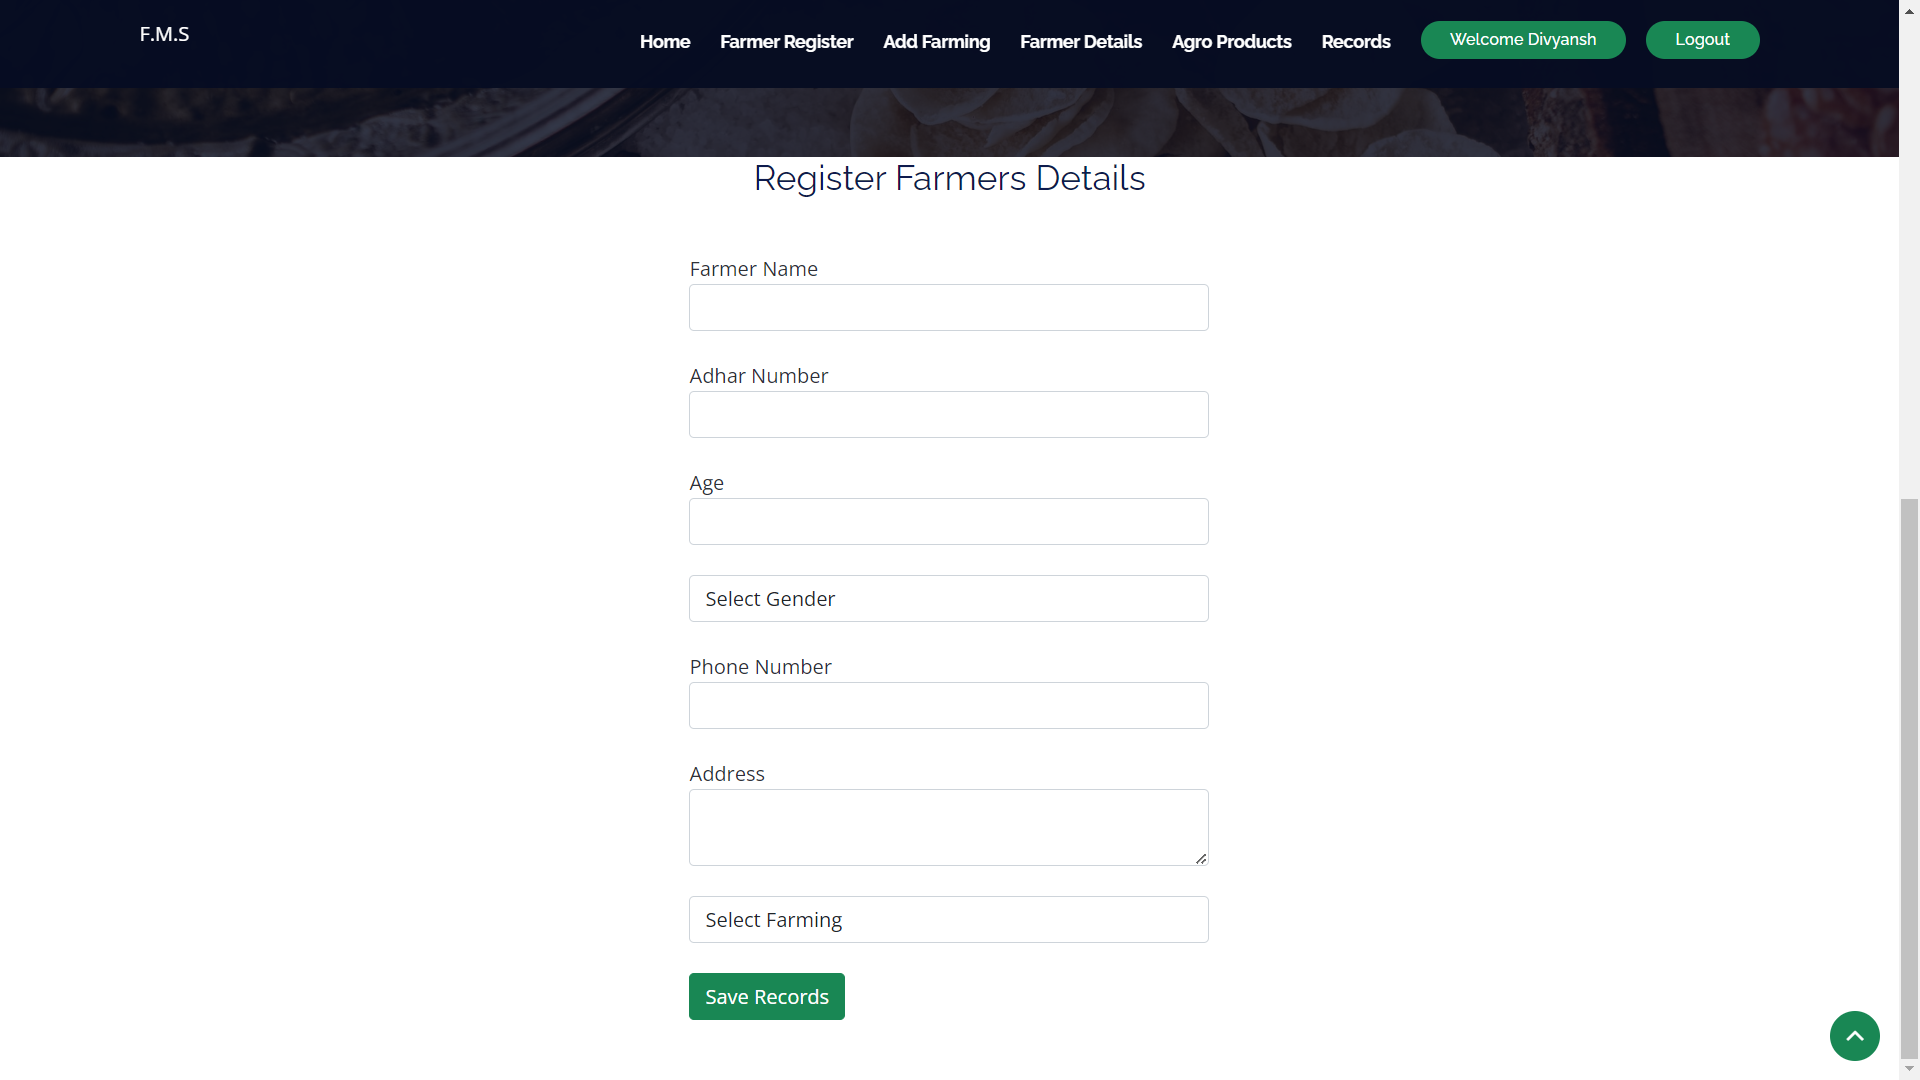 F.M.S
Home Farmer Register Add Farming Farmer Details Agro Products Records Welcome Divyansh Logout
Register Farmers Details
Farmer Name
Adhar Number
Age
Select Gender
Phone Number
Address
Select Farming
Save Records